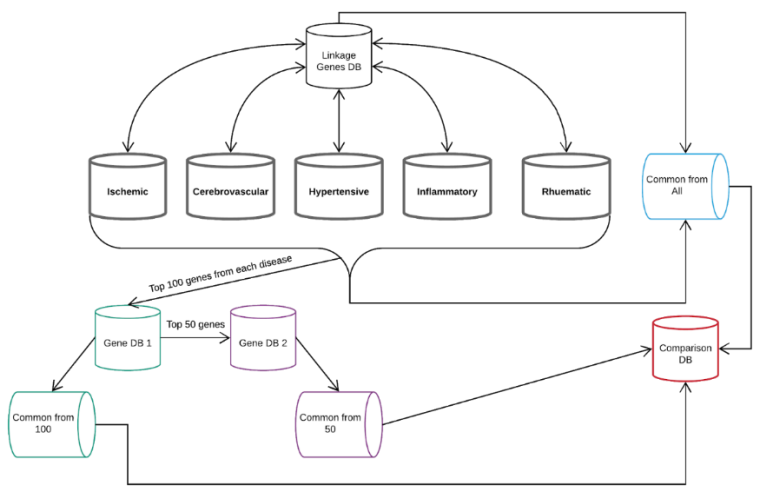 Linkage
Genes DB
Ischemic
Cerebrovascular
Hypertensive
Inflammatory
Rhuematic
Common from
All
Top 100 genes from each disease
Gene DB 1
Top 50 genes
Gene DB 2
Comparison
DB
Common from
100
Common from
50